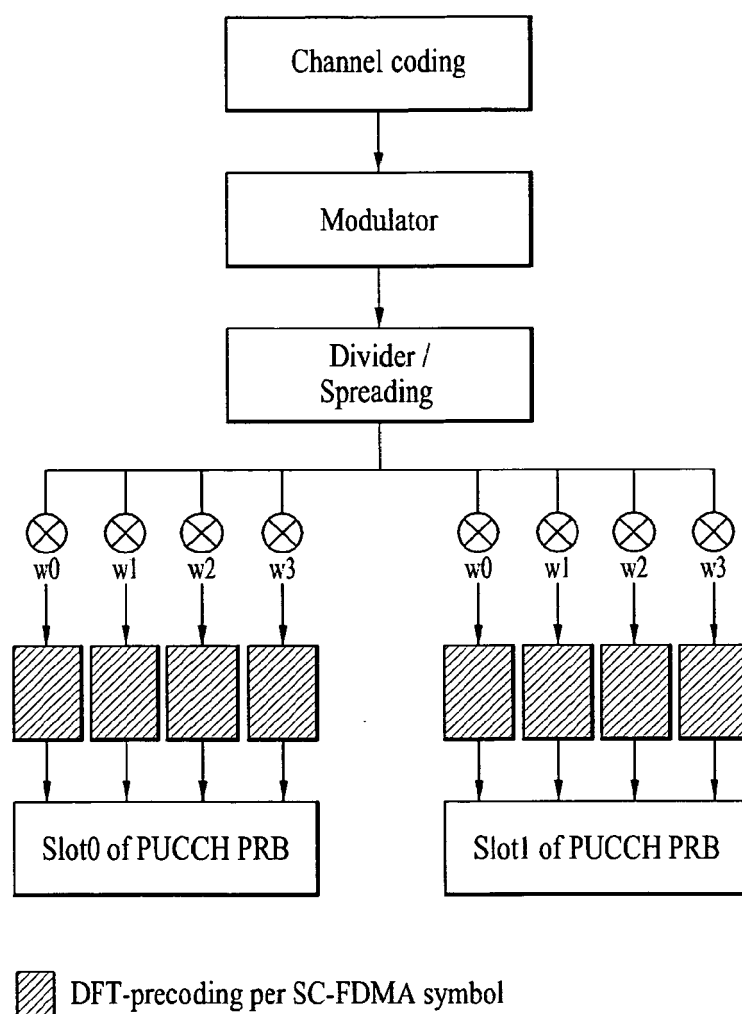 Channel coding
Modulator
Divider /
Spreading
w0 w1 w2 w3 w0 w1 w2 w3
Slot0 of PUCCH PRB Slot1 of PUCCH PRB
DFT-precoding per SC-FDMA symbol